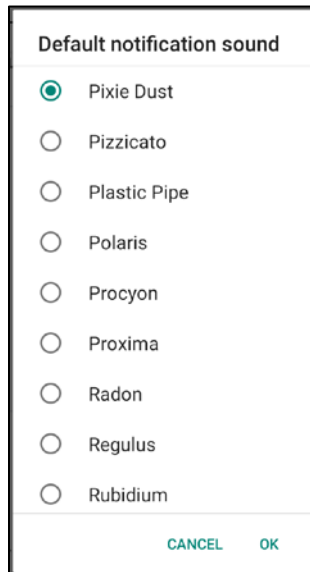 Default notification sound
Pixie Dust
Pizzicato
Plastic Pipe
Polaris
Procyon
Proxima
Radon
Regulus
Rubidium
CANCEL OK